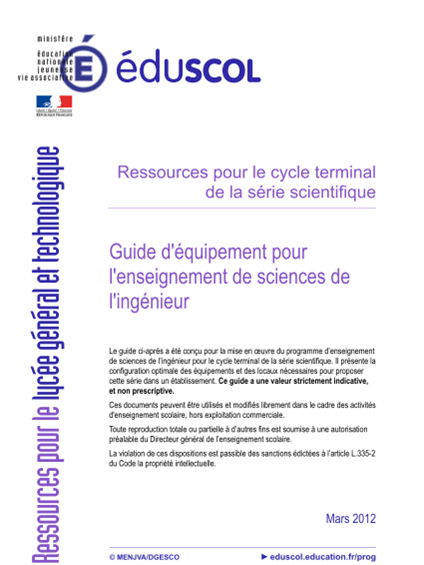 ministère
éducation
nationale
jeunesse
vie associative
é éduscol
RÉPUBLIQUE FRANÇAISE
Ressources pour le lycée général et technologique
Ressources pour le cycle terminal
de la série scientifique
Guide d'équipement pour
l'enseignement de sciences de
l'ingénieur
Le guide ci-après a été conçu pour la mise en œuvre du programme d'enseignement
de sciences de l'ingénieur pour le cycle terminal de la série scientifique. Il présente la
configuration optimale des équipements et des locaux nécessaires pour proposer
cette série dans un établissement. Ce guide a une valeur strictement indicative,
et non prescriptive.
Ces documents peuvent être utilisés et modifiés librement dans le cadre des activités
d'enseignement scolaire, hors exploitation commerciale.
Toute reproduction totale ou partielle à d'autres fins est soumise à une autorisation
préalable du Directeur général de l'enseignement scolaire.
La violation de ces dispositions est passible des sanctions édictées à l'article L.335-2
du Code la propriété intellectuelle.
Mars 2012
© MENJVA/DGESCO
► eduscol.education.fr/prog